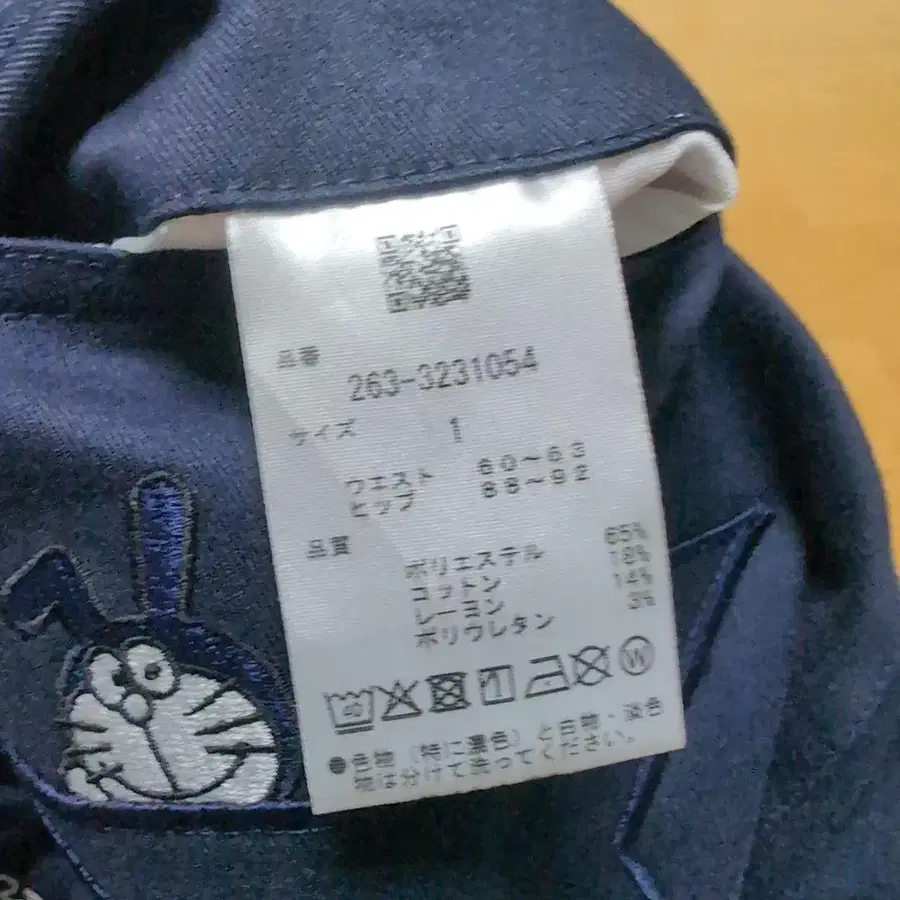 品番
263-3231054
サイズ 1
ウエスト 60～63
ヒップ 88～92
品質
ポリエステル 65%
コットン 18%
レーヨン 14%
ポリウレタン 3%
W
●色物（特に濃色）と白物・淡色
物は分けて洗ってください。